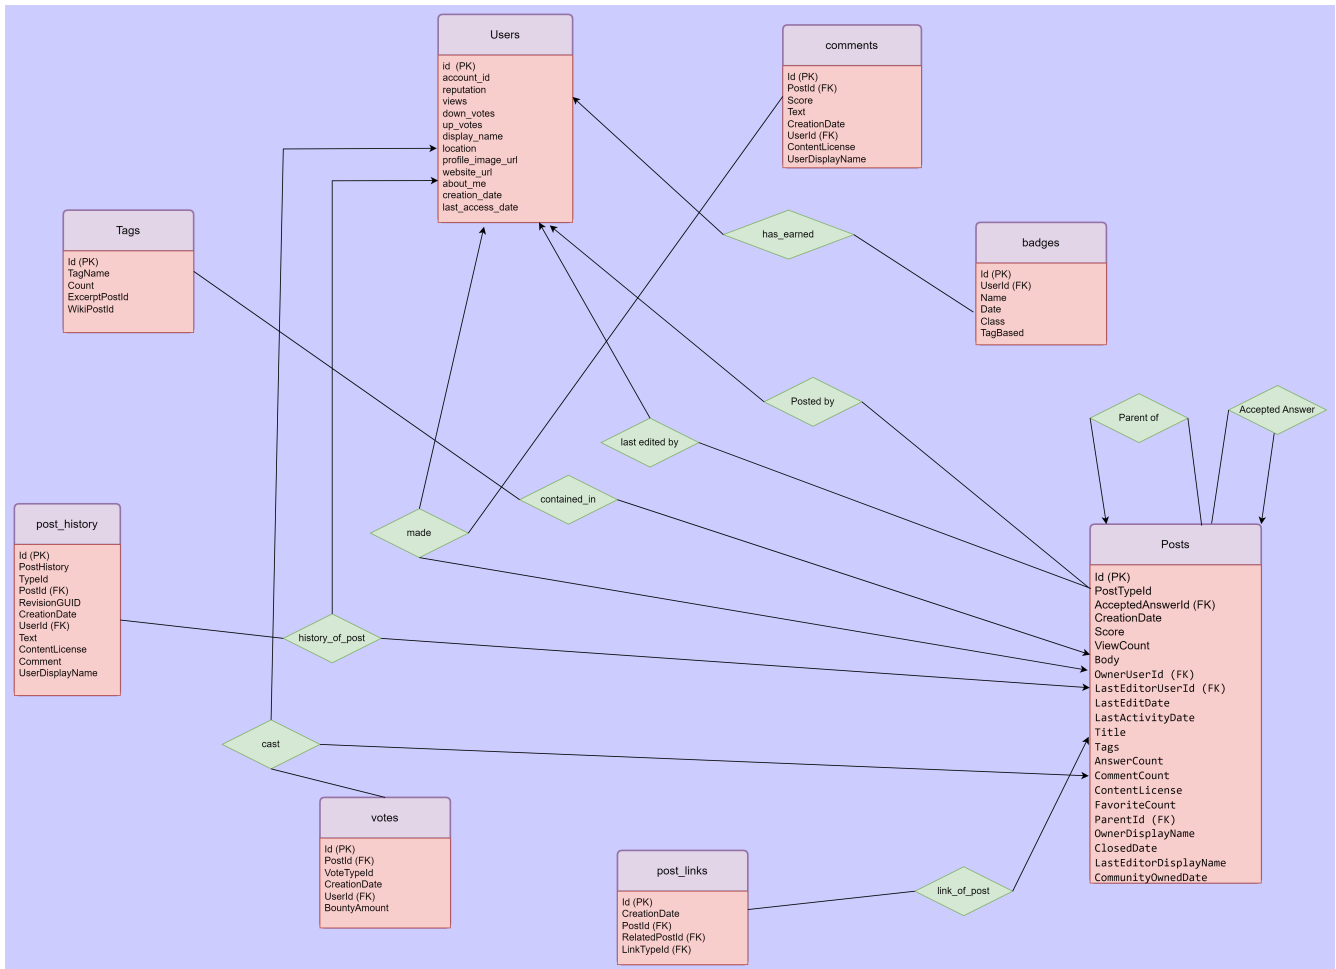 Users
id  (PK)
account_id
reputation
views
down_votes
up_votes
display_name
location
profile_image_url
website_url
about_me
creation_date
last_access_date
comments
Id (PK)
PostId (FK)
Score
Text
CreationDate
UserId (FK)
ContentLicense
UserDisplayName
Tags
Id (PK)
TagName
Count
ExcerptPostId
WikiPostId
has_earned
badges
Id (PK)
UserId (FK)
Name
Date
Class
TagBased
Posted by
last edited by
Parent of
Accepted Answer
contained_in
made
post_history
Id (PK)
PostHistory
TypeId
PostId (FK)
RevisionGUID
CreationDate
UserId (FK)
Text
ContentLicense
Comment
UserDisplayName
history_of_post
Posts
Id (PK)
PostTypeId
AcceptedAnswerId (FK)
CreationDate
Score
ViewCount
Body
OwnerUserId (FK)
LastEditorUserId (FK)
LastEditDate
LastActivityDate
Title
Tags
AnswerCount
CommentCount
ContentLicense
FavoriteCount
ParentId (FK)
OwnerDisplayName
ClosedDate
LastEditorDisplayName
CommunityOwnedDate
cast
votes
Id (PK)
PostId (FK)
VoteTypeId
CreationDate
UserId (FK)
BountyAmount
post_links
Id (PK)
CreationDate
PostId (FK)
RelatedPostId (FK)
LinkTypeId (FK)
link_of_post